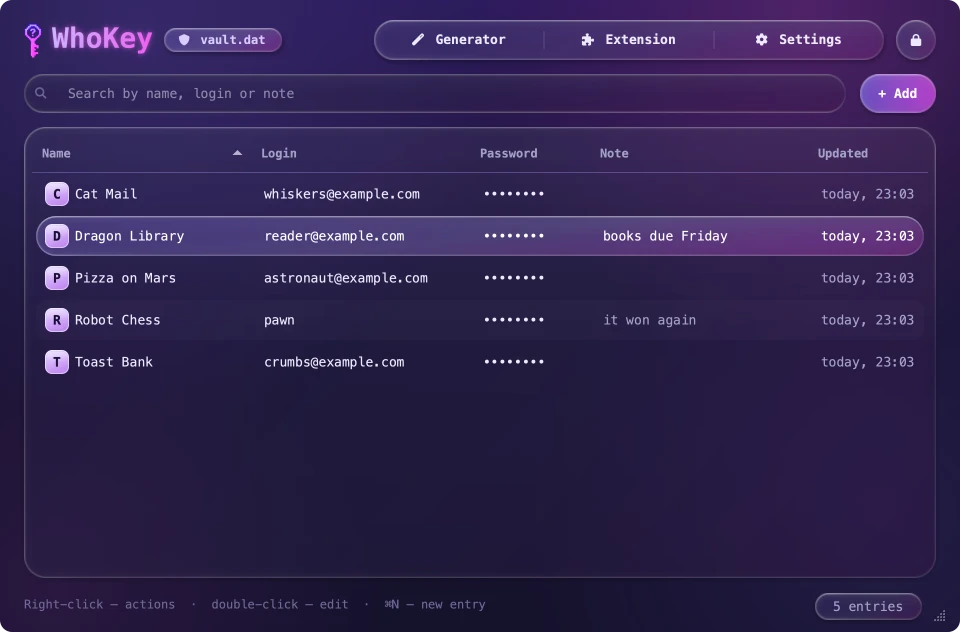 WhoKey vault.dat Generator Extension Settings
Search by name, login or note + Add
Name Login Password Note Updated
C Cat Mail whiskers@example.com •••••••• today, 23:03
D Dragon Library reader@example.com •••••••• books due Friday today, 23:03
P Pizza on Mars astronaut@example.com •••••••• today, 23:03
R Robot Chess pawn •••••••• it won again today, 23:03
T Toast Bank crumbs@example.com •••••••• today, 23:03
Right-click — actions · double-click — edit · ⌘N — new entry 5 entries